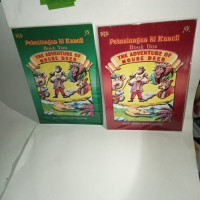 Petualangan Si Kancil
Book Two
THE ADVENTURE OF
MOUSE DEER
Petualangan Si Kancil
Book One
THE ADVENTURE OF
MOUSE DEER